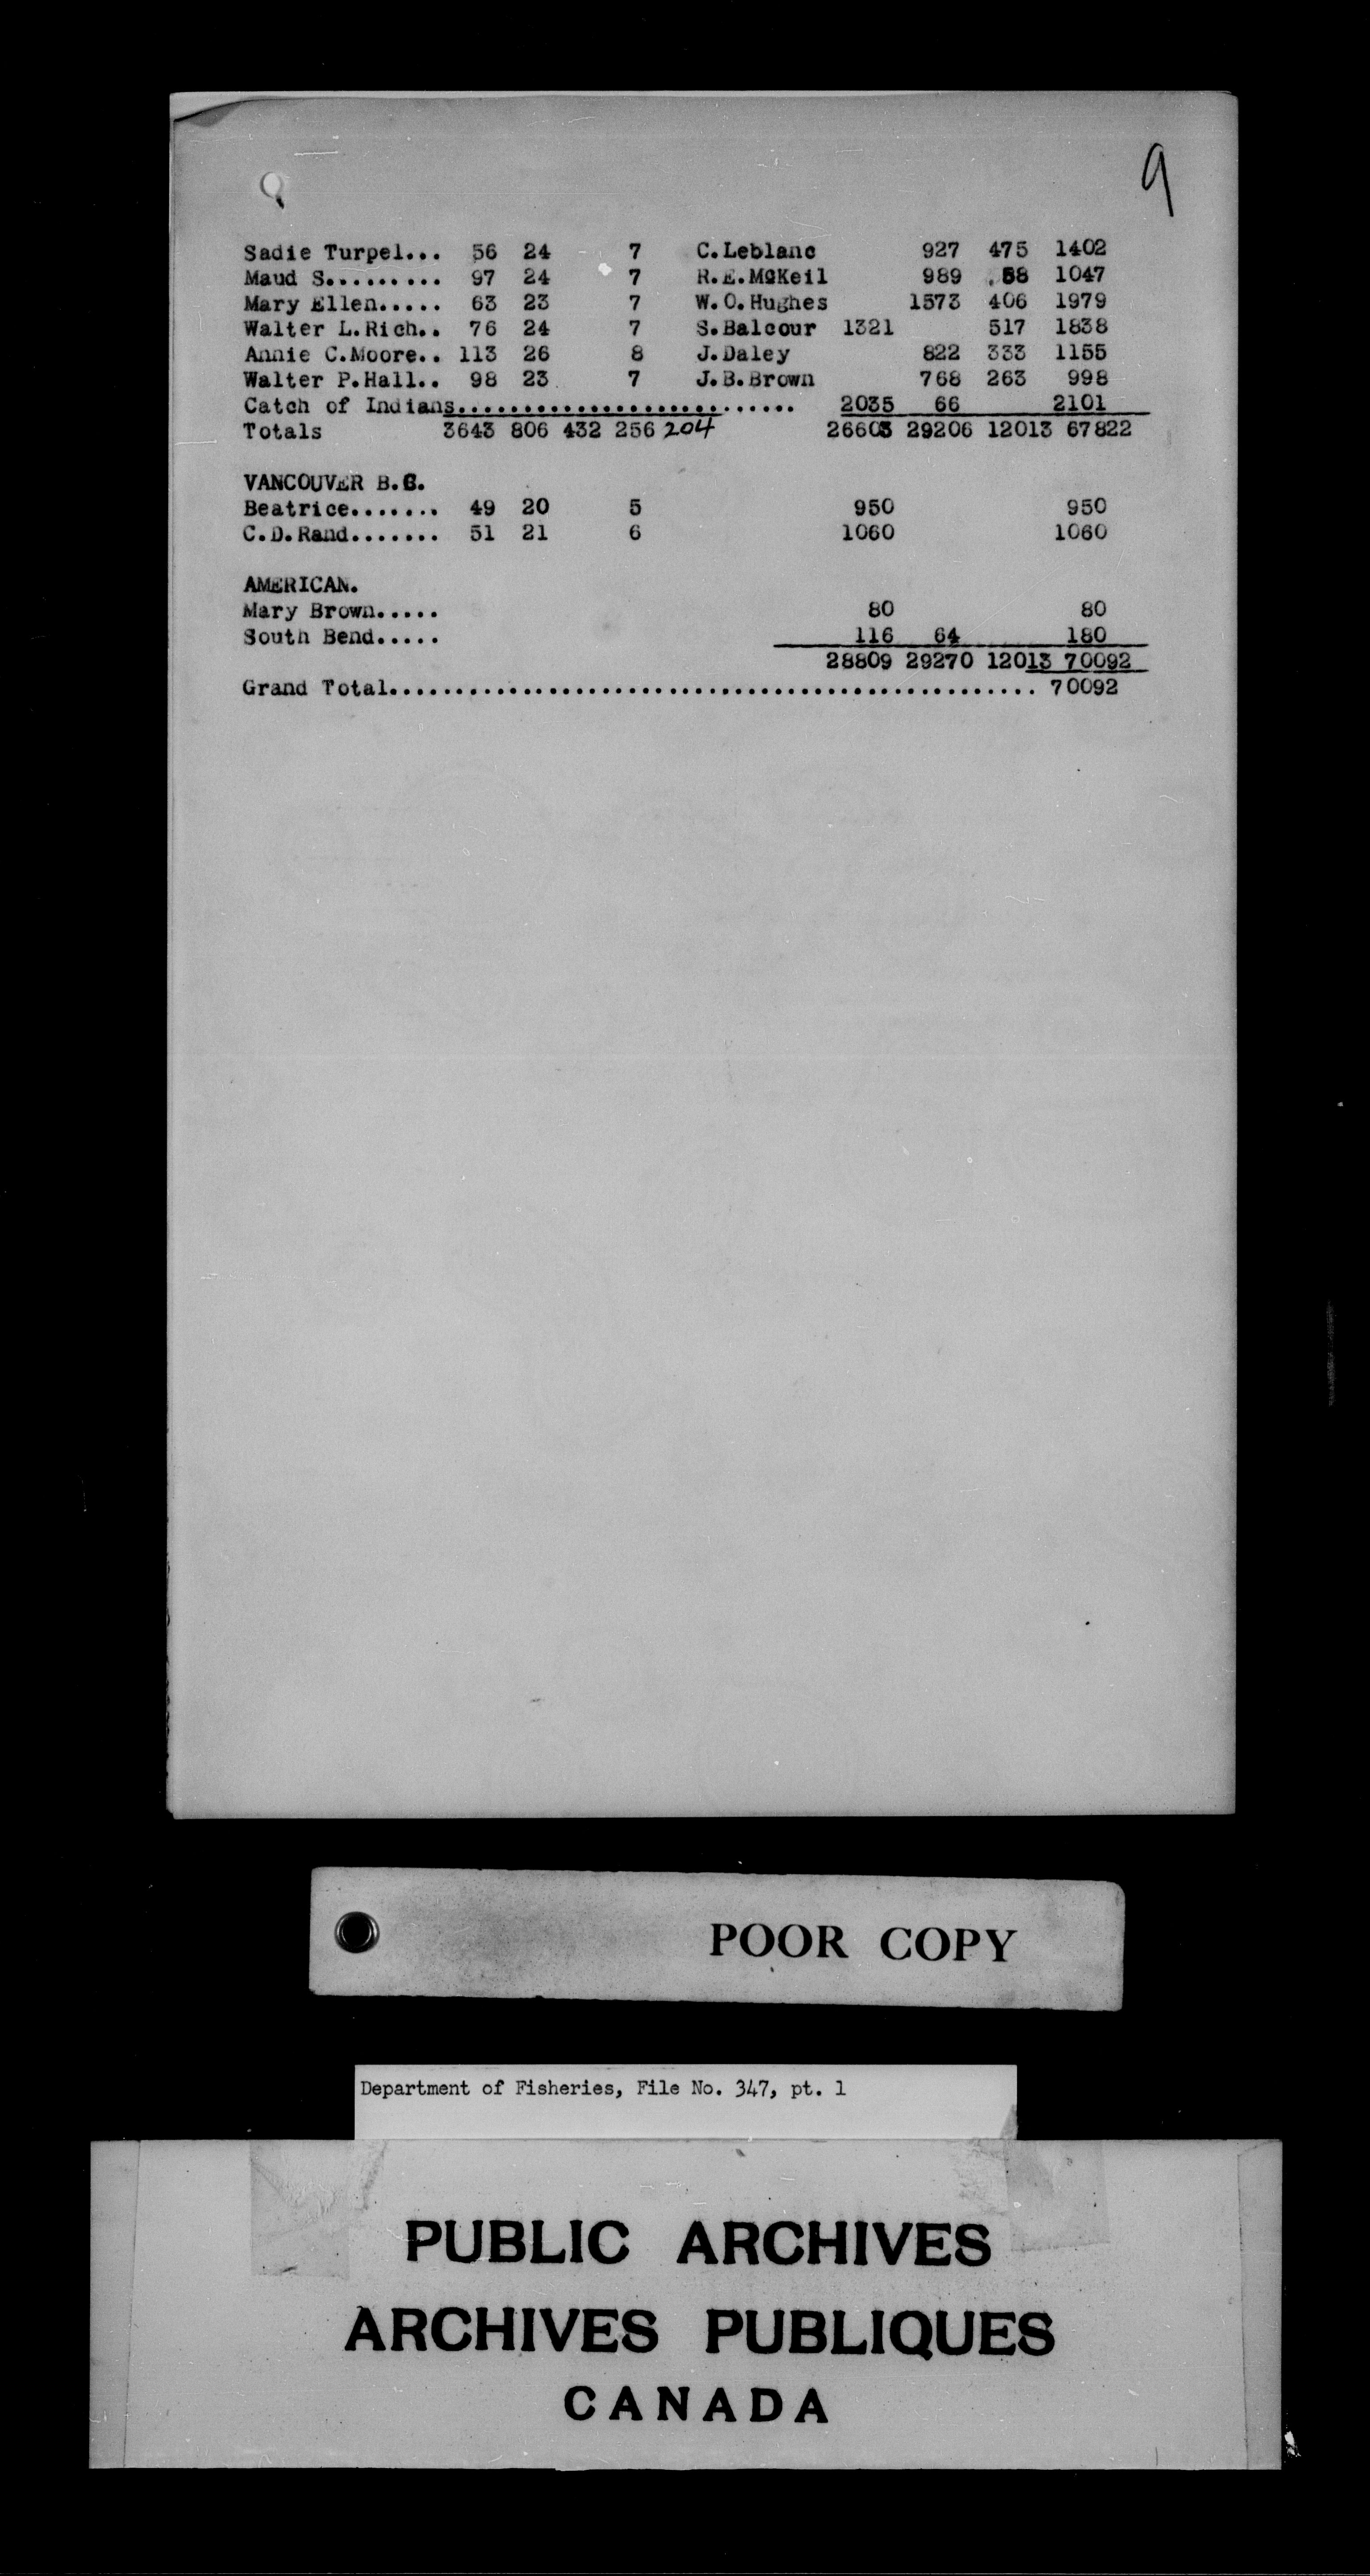 9
Sadie Turpel... 56 24 7 C.Leblanc 927 475 1402
Maud S......... 97 24 7 R.E.McKeil 989 .58 1047
Mary Ellen..... 63 23 7 W.O.Hughes 1573 406 1979
Walter L.Rich.. 76 24 7 S.Balcour 1321 517 1838
Annie C.Moore.. 113 26 8 J.Daley 822 333 1155
Walter P.Hall.. 98 23 7 J.B.Brown 768 263 998
Catch of Indians.......................... 2035 66 2101
Totals 3643 806 432 256 204 26603 29206 12013 67822
VANCOUVER B.C.
Beatrice....... 49 20 5 950 950
C.D.Rand....... 51 21 6 1060 1060
AMERICAN.
Mary Brown..... 80 80
South Bend..... 116 64 180
28809 29270 12013 70092
Grand Total.................................................. 70092
POOR COPY
Department of Fisheries, File No. 347, pt. 1
PUBLIC ARCHIVES
ARCHIVES PUBLIQUES
CANADA